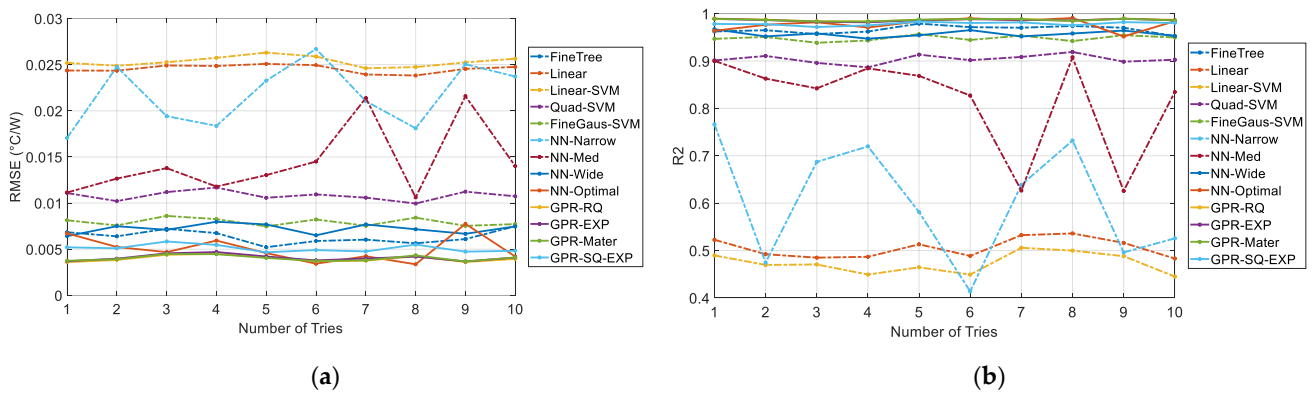 0.03
0.025
0.02
0.015
0.01
0.005
0
RMSE (°C/W)
1 2 3 4 5 6 7 8 9 10
Number of Tries
FineTree
Linear
Linear-SVM
Quad-SVM
FineGaus-SVM
NN-Narrow
NN-Med
NN-Wide
NN-Optimal
GPR-RQ
GPR-EXP
GPR-Mater
GPR-SQ-EXP
(a)
1
0.9
0.8
0.7
0.6
0.5
0.4
R2
1 2 3 4 5 6 7 8 9 10
Number of Tries
FineTree
Linear
Linear-SVM
Quad-SVM
FineGaus-SVM
NN-Narrow
NN-Med
NN-Wide
NN-Optimal
GPR-RQ
GPR-EXP
GPR-Mater
GPR-SQ-EXP
(b)